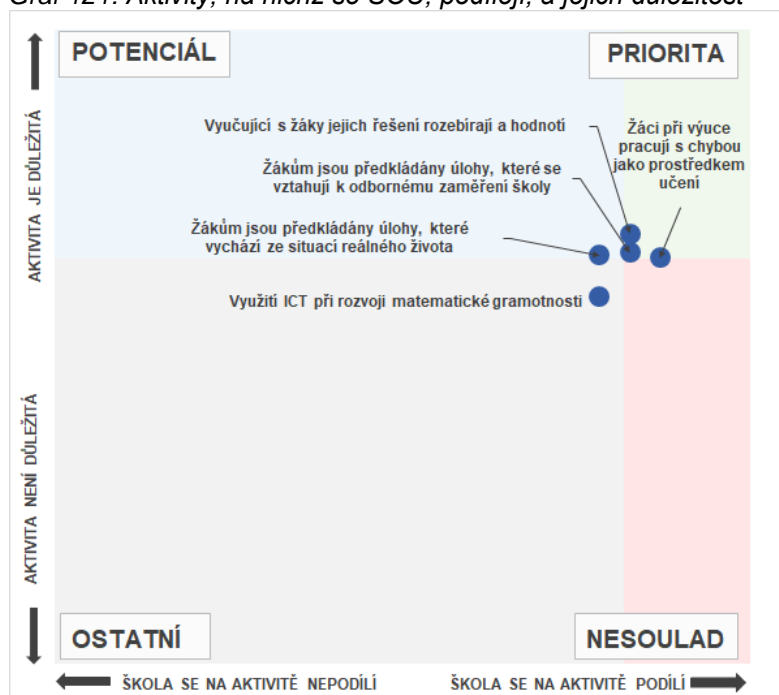 Graf 121: Aktivity, na nichž se SOU, podílejí, a jejich důležitost
POTENCIÁL
PRIORITA
Vyučující s žáky jejich řešení rozebírají a hodnotí
Žáci při výuce
pracují s chybou
jako prostředkem
učení
Žákům jsou předkládány úlohy, které se
vztahují k odbornému zaměření školy
Žákům jsou předkládány úlohy, které
vychází ze situací reálného života
Využití ICT při rozvoji matematické gramotnosti
AKTIVITA JE DŮLEŽITÁ
AKTIVITA NENÍ DŮLEŽITÁ
OSTATNÍ
NESOULAD
ŠKOLA SE NA AKTIVITĚ NEPODÍLÍ
ŠKOLA SE NA AKTIVITĚ PODÍLÍ